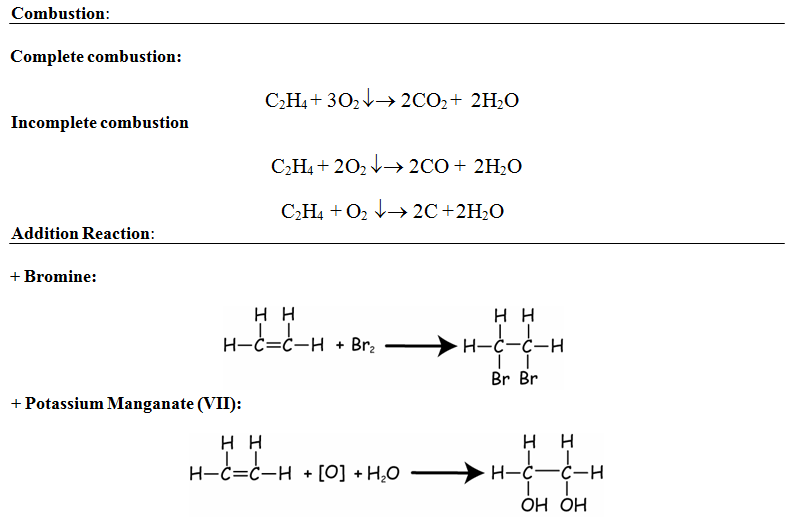 Combustion:
Complete combustion:
C₂H₄ + 3O₂ ↓→ 2CO₂ + 2H₂O
Incomplete combustion
C₂H₄ + 2O₂ ↓→ 2CO + 2H₂O
C₂H₄ + O₂ ↓→ 2C + 2H₂O
Addition Reaction:
+ Bromine:
H H H H
H–C=C–H + Br₂ ⟶ H–C–C–H
Br Br
+ Potassium Manganate (VII):
H H H H
H–C=C–H + [O] + H₂O ⟶ H–C–C–H
OH OH